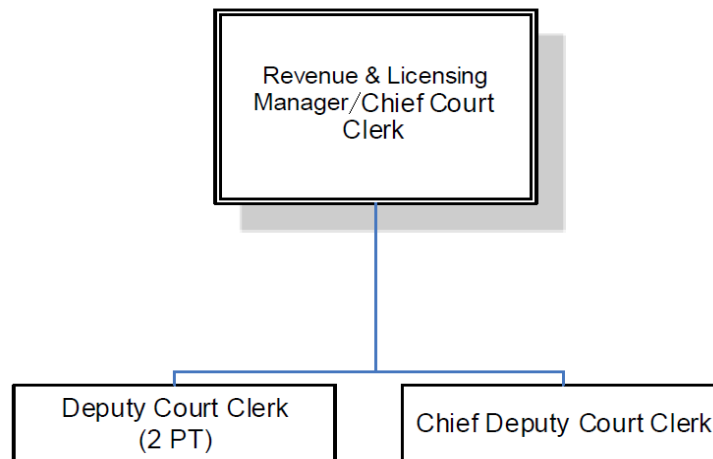 Revenue & Licensing
Manager/Chief Court
Clerk
Deputy Court Clerk
(2 PT)
Chief Deputy Court Clerk